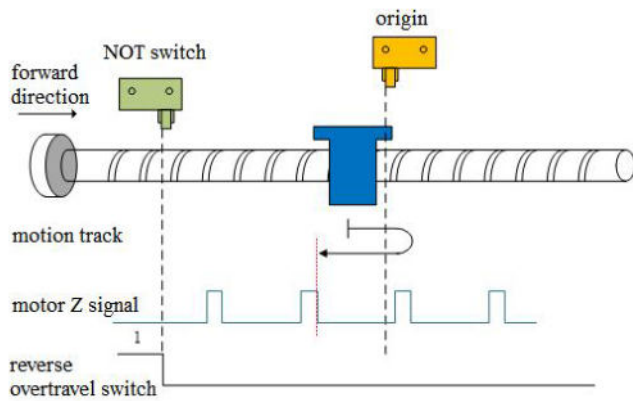 origin
NOT switch
forward
direction
motion track
motor Z signal
1
reverse
overtravel switch